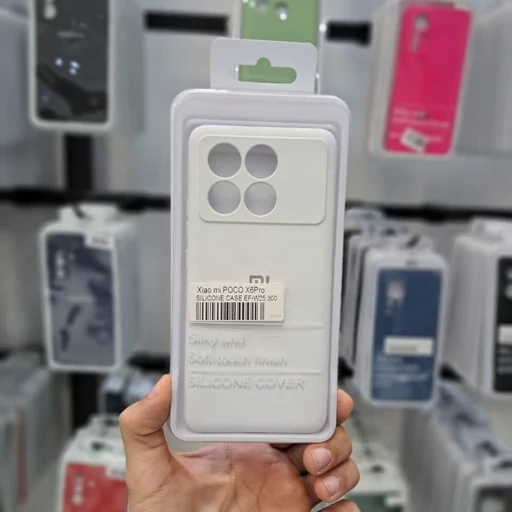 mi
Xiao mi POCO X6Pro
SILICONE CASE EF-W25 300
Silky and
Soft-touch finish
SILICONE COVER